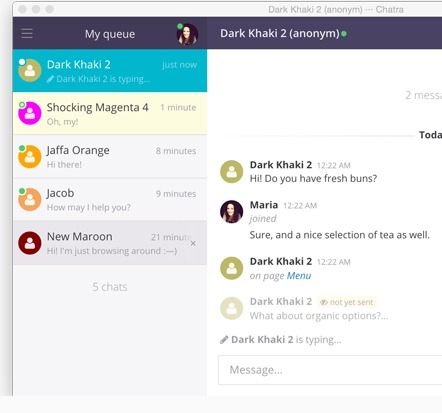 Dark Khaki 2 (anonym) — Chatra
My queue
Dark Khaki 2 just now
Dark Khaki 2 is typing...
Shocking Magenta 4 1 minute
Oh, my!
Jaffa Orange 8 minutes
Hi there!
Jacob 9 minutes
How may I help you?
New Maroon 21 minute
Hi! I'm just browsing around :—)
5 chats
Dark Khaki 2 (anonym)
2 messa
Toda
Dark Khaki 2 12:22 AM
Hi! Do you have fresh buns?
Maria 12:22 AM
joined
Sure, and a nice selection of tea as well.
Dark Khaki 2 12:22 AM
on page Menu
Dark Khaki 2 not yet sent
What about organic options?...
Dark Khaki 2 is typing...
Message...